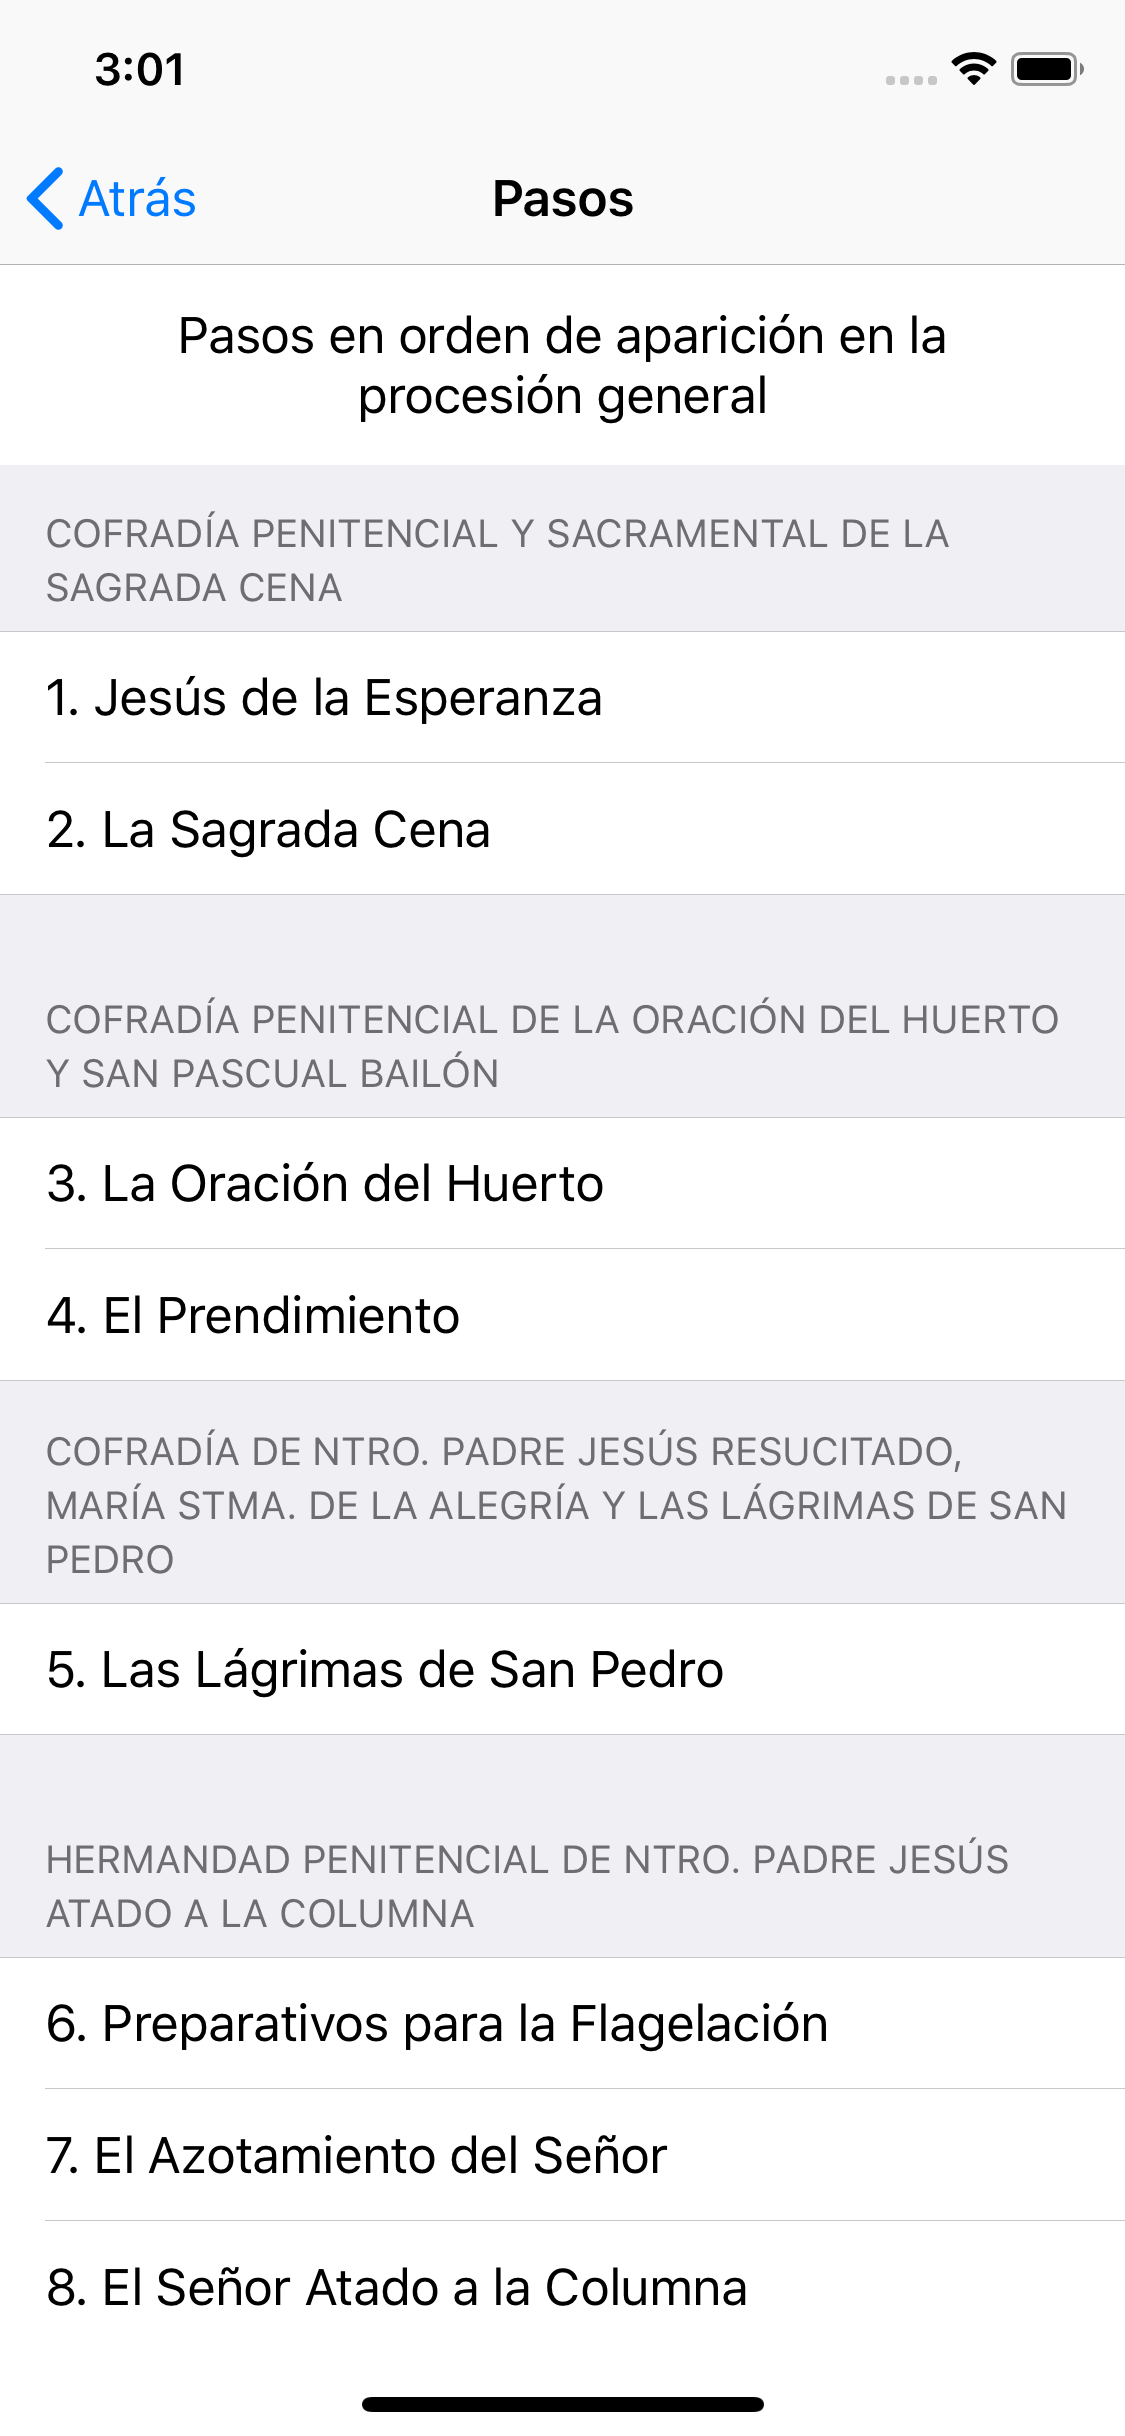 3:01
Atrás
Pasos
Pasos en orden de aparición en la
procesión general
COFRADÍA PENITENCIAL Y SACRAMENTAL DE LA
SAGRADA CENA
1. Jesús de la Esperanza
2. La Sagrada Cena
COFRADÍA PENITENCIAL DE LA ORACIÓN DEL HUERTO
Y SAN PASCUAL BAILÓN
3. La Oración del Huerto
4. El Prendimiento
COFRADÍA DE NTRO. PADRE JESÚS RESUCITADO,
MARÍA STMA. DE LA ALEGRÍA Y LAS LÁGRIMAS DE SAN
PEDRO
5. Las Lágrimas de San Pedro
HERMANDAD PENITENCIAL DE NTRO. PADRE JESÚS
ATADO A LA COLUMNA
6. Preparativos para la Flagelación
7. El Azotamiento del Señor
8. El Señor Atado a la Columna